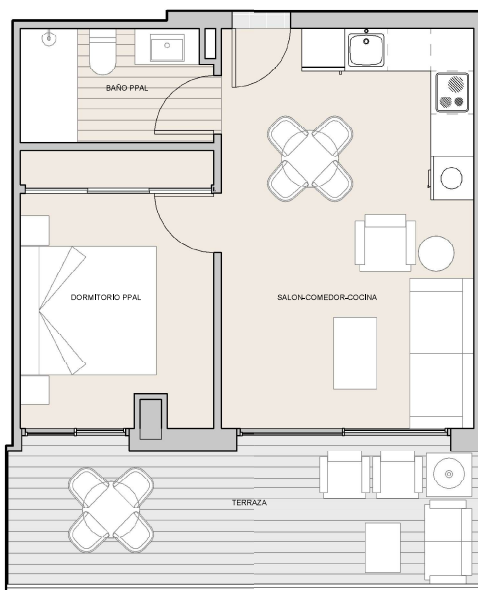 BAÑO PPAL
DORMITORIO PPAL
SALON-COMEDOR-COCINA
TERRAZA